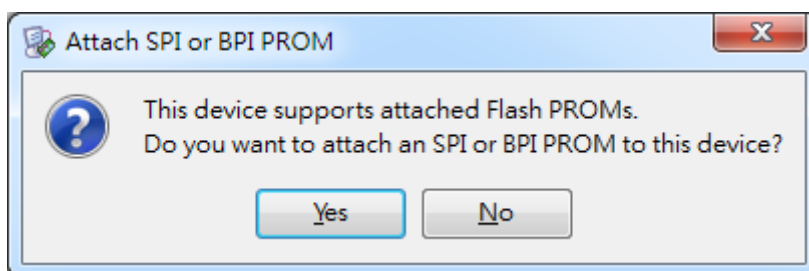 Attach SPI or BPI PROM
x
?
This device supports attached Flash PROMs.
Do you want to attach an SPI or BPI PROM to this device?
Yes No